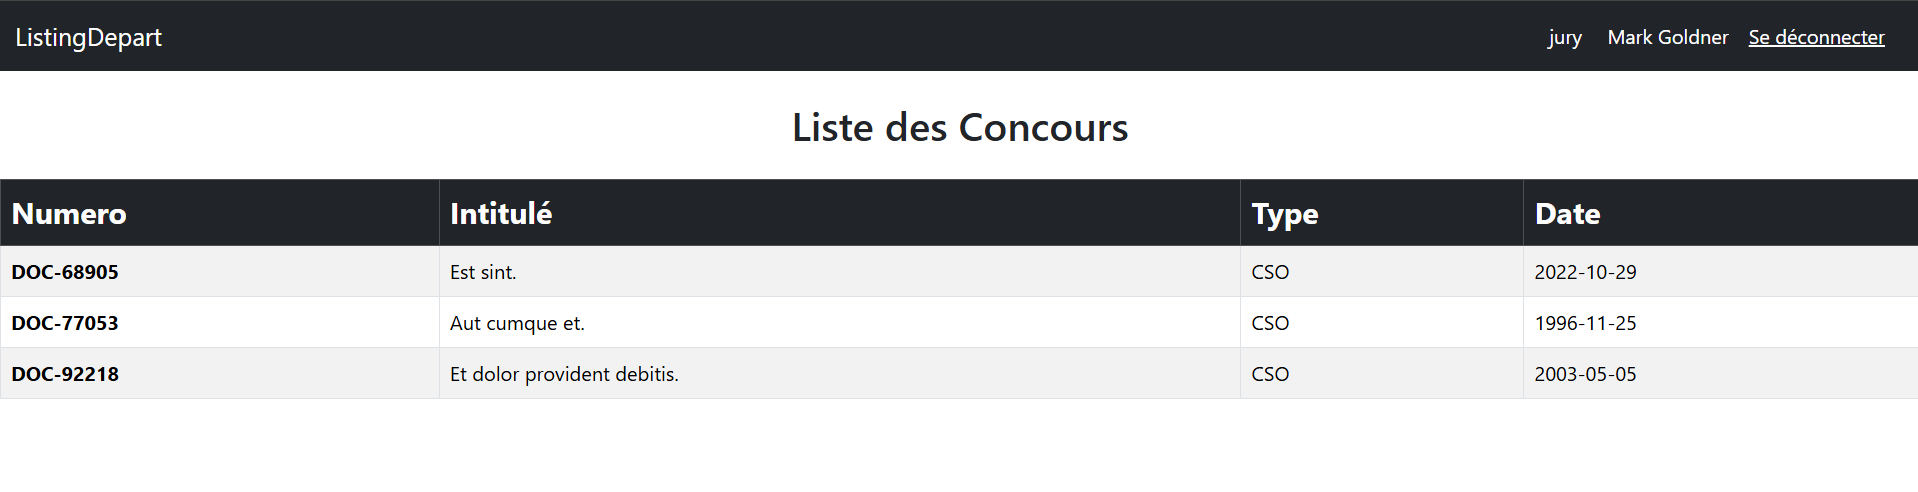 ListingDepart jury Mark Goldner Se déconnecter
Liste des Concours
Numero Intitulé Type Date
DOC-68905 Est sint. CSO 2022-10-29
DOC-77053 Aut cumque et. CSO 1996-11-25
DOC-92218 Et dolor provident debitis. CSO 2003-05-05